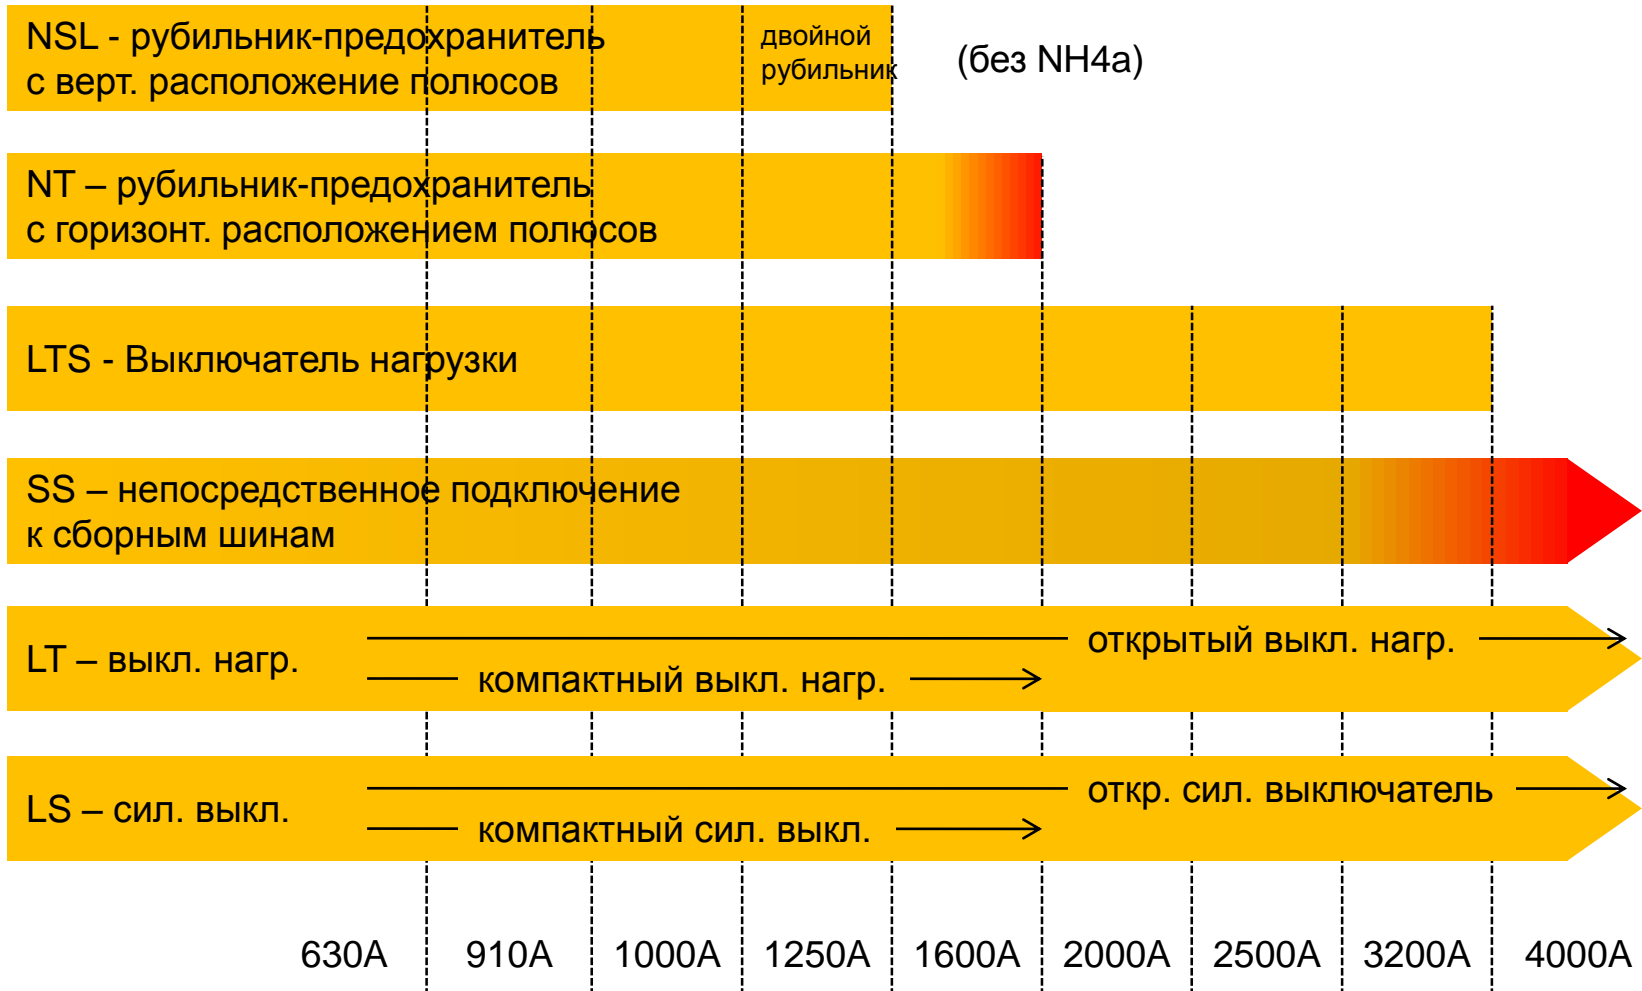 NSL - рубильник-предохранитель
с верт. расположение полюсов
двойной
рубильник
(без NH4a)
NT – рубильник-предохранитель
с горизонт. расположением полюсов
LTS - Выключатель нагрузки
SS – непосредственное подключение
к сборным шинам
LT – выкл. нагр.
открытый выкл. нагр.
компактный выкл. нагр.
LS – сил. выкл.
откр. сил. выключатель
компактный сил. выкл.
630A 910A 1000A 1250A 1600A 2000A 2500A 3200A 4000A